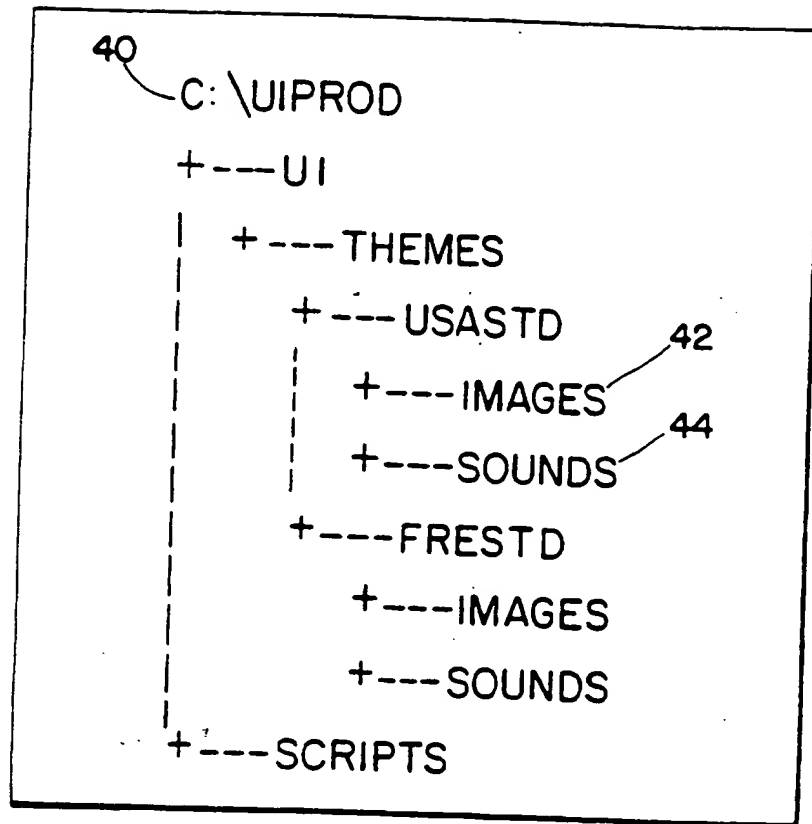 40
C:\UIPROD
+---UI
+---THEMES
+---USASTD
42
+---IMAGES
44
+---SOUNDS
+---FRESTD
+---IMAGES
+---SOUNDS
+---SCRIPTS